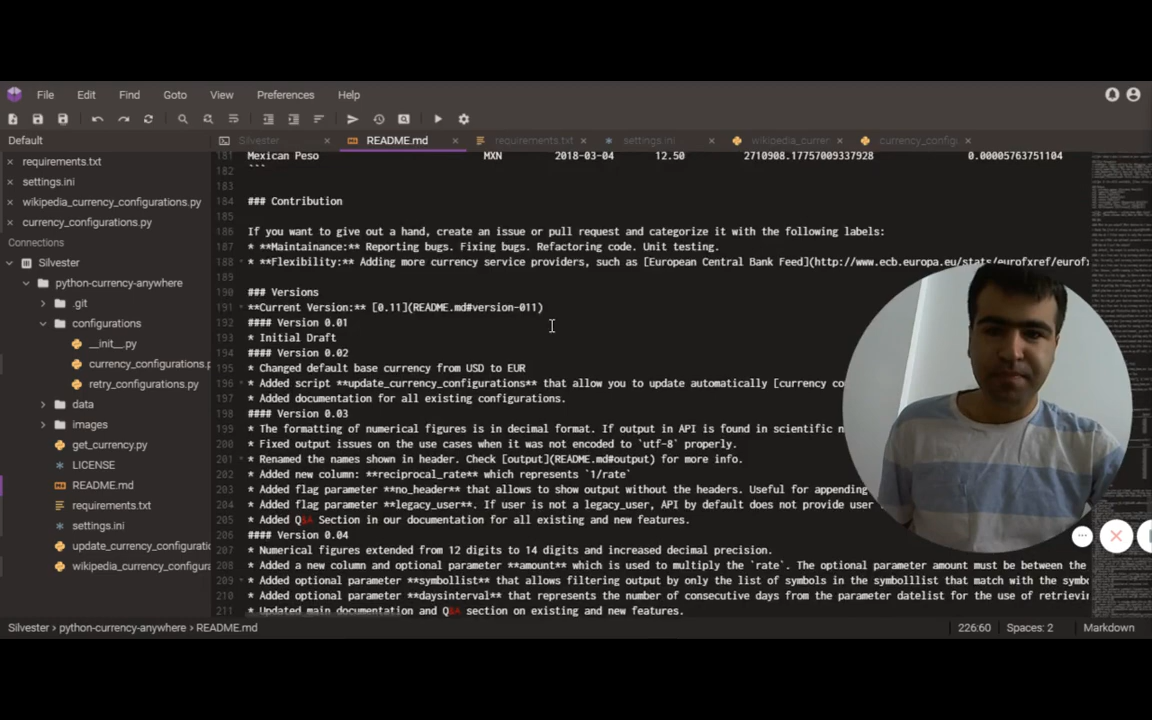 File Edit Find Goto View Preferences Help
Default
Silvester README.md requirements.txt settings.ini wikipedia_currer currency_configur
requirements.txt
settings.ini
wikipedia_currency_configurations.py
currency_configurations.py
Connections
Silvester
python-currency-anywhere
.git
configurations
__init__.py
currency_configurations.p
retry_configurations.py
data
images
get_currency.py
LICENSE
README.md
requirements.txt
settings.ini
update_currency_configuratio
wikipedia_currency_configura
181 Mexican Peso MXN 2018-03-04 12.50 2710908.17757009337928 0.00005763751104
182 ```
183
184 ### Contribution
185
186 If you want to give out a hand, create an issue or pull request and categorize it with the following labels:
187 * **Maintainance:** Reporting bugs. Fixing bugs. Refactoring code. Unit testing.
188 * **Flexibility:** Adding more currency service providers, such as [European Central Bank Feed](http://www.ecb.europa.eu/stats/eurofxref/eurof
189
190 ### Versions
191 **Current Version:** [0.11](README.md#version-011)
192 #### Version 0.01
193 * Initial Draft
194 #### Version 0.02
195 * Changed default base currency from USD to EUR
196 * Added script **update_currency_configurations** that allow you to update automatically [currency co
197 * Added documentation for all existing configurations.
198 #### Version 0.03
199 * The formatting of numerical figures is in decimal format. If output in API is found in scientific n
200 * Fixed output issues on the use cases when it was not encoded to `utf-8` properly.
201 * Renamed the names shown in header. Check [output](README.md#output) for more info.
202 * Added new column: **reciprocal_rate** which represents `1/rate`
203 * Added flag parameter **no_header** that allows to show output without the headers. Useful for appending
204 * Added flag parameter **legacy_user**. If user is not a legacy_user, API by default does not provide user
205 * Added Q&A Section in our documentation for all existing and new features.
206 #### Version 0.04
207 * Numerical figures extended from 12 digits to 14 digits and increased decimal precision.
208 * Added a new column and optional parameter **amount** which is used to multiply the `rate`. The optional parameter amount must be between the
209 * Added optional parameter **symbollist** that allows filtering output by only the list of symbols in the symbolllist that match with the symbo
210 * Added optional parameter **daysinterval** that represents the number of consecutive days from the parameter datelist for the use of retrievin
211 * Updated main documentation and Q&A section on existing and new features.
Silvester > python-currency-anywhere > README.md 226:60 Spaces: 2 Markdown